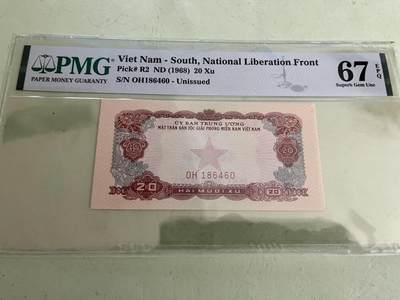 PMG
PAPER MONEY GUARANTY
Viet Nam - South, National Liberation Front
Pick# R2 ND (1968) 20 Xu
S/N OH186460 - Unissued
67
EPQ
Superb Gem Unc
ỦY BAN TRUNG ƯƠNG
MẶT TRẬN DÂN TỘC GIẢI PHÓNG MIỀN NAM VIỆT NAM
OH 186460
20
HAI MƯƠI XU
20